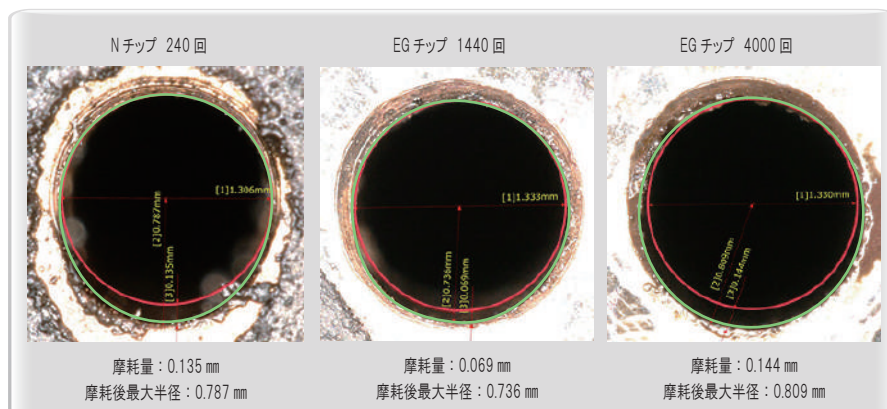 Nチップ 240回
EGチップ 1440回
EGチップ 4000回
[1]1.306mm
[2]0.787mm
[3]0.135mm
[1]1.333mm
[2]0.736mm
[3]0.069mm
[1]1.330mm
[2]0.809mm
[3]0.144mm
摩耗量：0.135 ㎜
摩耗後最大半径：0.787 ㎜
摩耗量：0.069 ㎜
摩耗後最大半径：0.736 ㎜
摩耗量：0.144 ㎜
摩耗後最大半径：0.809 ㎜